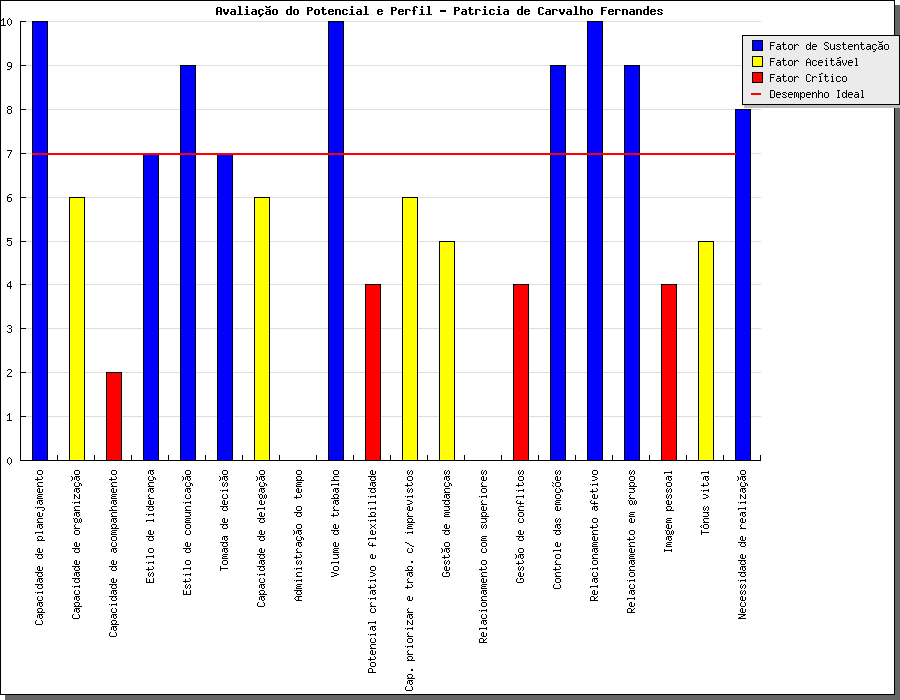 Avaliação do Potencial e Perfil - Patricia de Carvalho Fernandes
Fator de Sustentação
Fator Aceitável
Fator Crítico
Desempenho Ideal
10
9
8
7
6
5
4
3
2
1
0
Capacidade de planejamento
Capacidade de organização
Capacidade de acompanhamento
Estilo de liderança
Estilo de comunicação
Tomada de decisão
Capacidade de delegação
Administração do tempo
Volume de trabalho
Potencial criativo e flexibilidade
Cap. priorizar e trab. c/ imprevistos
Gestão de mudanças
Relacionamento com superiores
Gestão de conflitos
Controle das emoções
Relacionamento afetivo
Relacionamento em grupos
Imagem pessoal
Tônus vital
Necessidade de realização